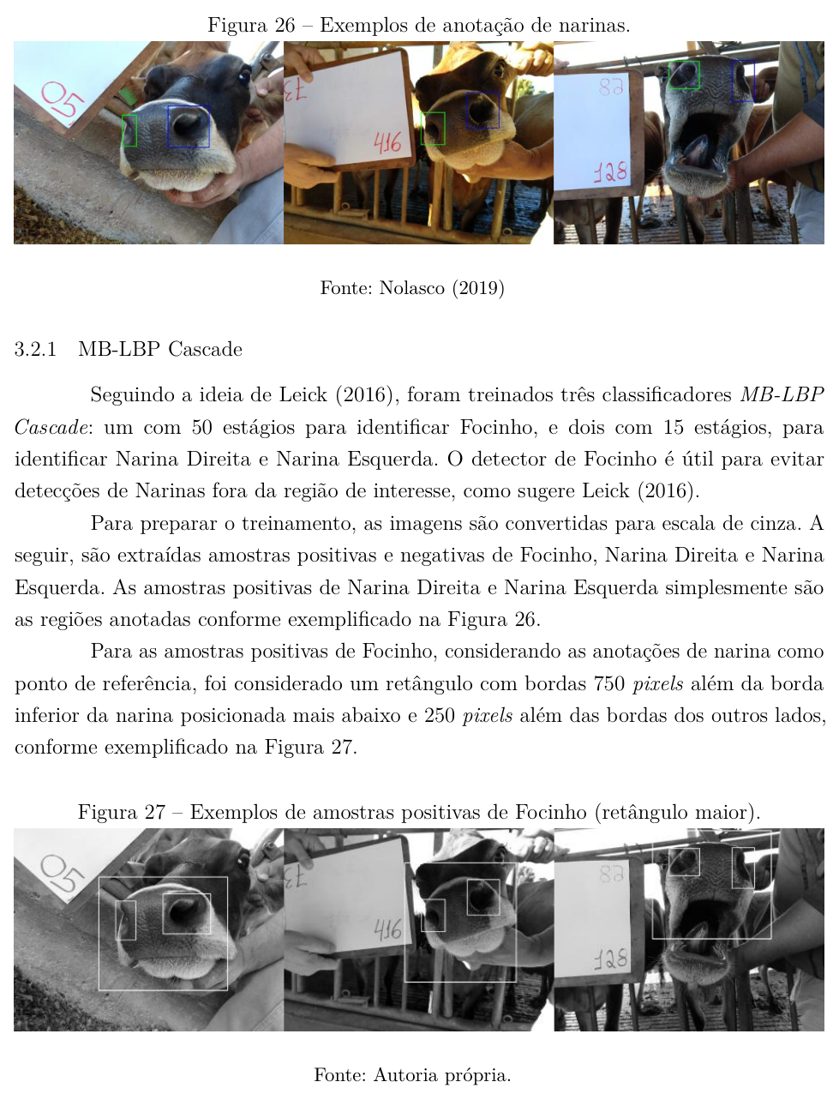 Figura 26 – Exemplos de anotação de narinas.
05
73
416
82
128
Fonte: Nolasco (2019)
3.2.1 MB-LBP Cascade
Seguindo a ideia de Leick (2016), foram treinados três classificadores MB-LBP
Cascade: um com 50 estágios para identificar Focinho, e dois com 15 estágios, para
identificar Narina Direita e Narina Esquerda. O detector de Focinho é útil para evitar
detecções de Narinas fora da região de interesse, como sugere Leick (2016).
Para preparar o treinamento, as imagens são convertidas para escala de cinza. A
seguir, são extraídas amostras positivas e negativas de Focinho, Narina Direita e Narina
Esquerda. As amostras positivas de Narina Direita e Narina Esquerda simplesmente são
as regiões anotadas conforme exemplificado na Figura 26.
Para as amostras positivas de Focinho, considerando as anotações de narina como
ponto de referência, foi considerado um retângulo com bordas 750 pixels além da borda
inferior da narina posicionada mais abaixo e 250 pixels além das bordas dos outros lados,
conforme exemplificado na Figura 27.
Figura 27 – Exemplos de amostras positivas de Focinho (retângulo maior).
05
73
416
82
128
Fonte: Autoria própria.